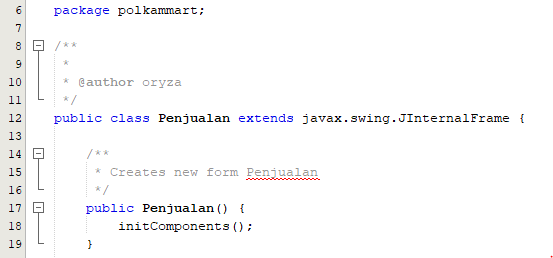 6 package polkammart;
7
8 /**
9 *
10 * @author oryza
11 */
12 public class Penjualan extends javax.swing.JInternalFrame {
13
14 /**
15 * Creates new form Penjualan
16 */
17 public Penjualan() {
18 initComponents();
19 }